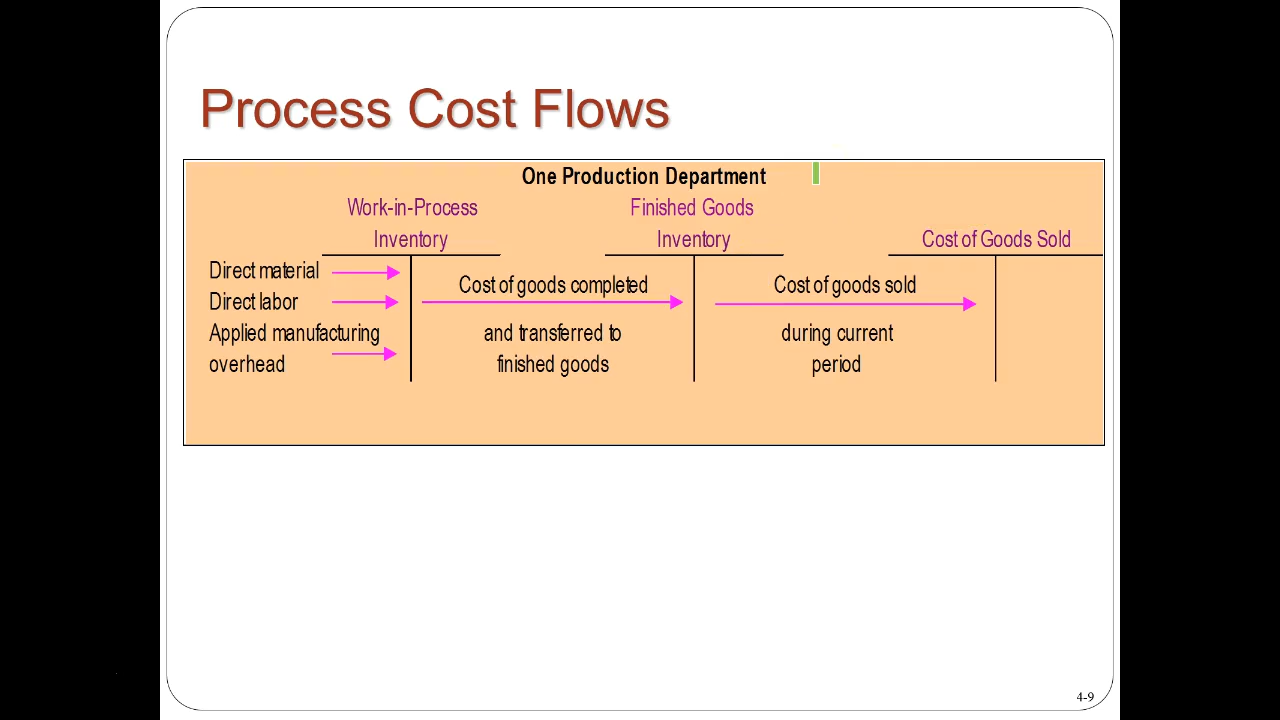 Process Cost Flows
One Production Department
Work-in-Process
Inventory
Finished Goods
Inventory
Cost of Goods Sold
Direct material
Direct labor
Applied manufacturing
overhead
Cost of goods completed
and transferred to
finished goods
Cost of goods sold
during current
period
4-9